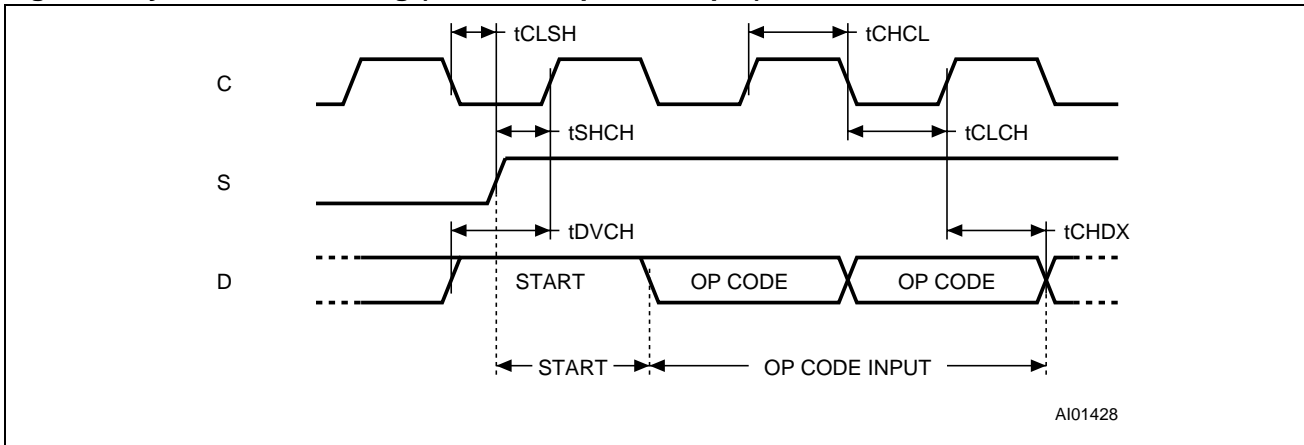 tCLSH
tCHCL
C
tSHCH
tCLCH
S
tDVCH
tCHDX
D
START
OP CODE
OP CODE
START
OP CODE INPUT
AI01428